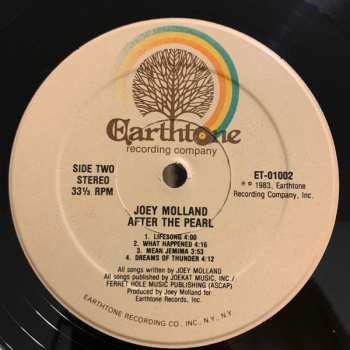 Earthtone
recording company
SIDE TWO
STEREO
33⅓ RPM
ET-01002
℗ © 1983, Earthtone
Recording Company, Inc.
JOEY MOLLAND
AFTER THE PEARL
1. LIFESONG 4:00
2. WHAT HAPPENED 4:16
3. MEAN JEMIMA 3:53
4. DREAMS OF THUNDER 4:12
All songs written by JOEY MOLLAND
All songs published by JOEKAT MUSIC, INC /
FERRET HOLE MUSIC PUBLISHING (ASCAP)
Produced by Joey Molland for
Earthtone Records, Inc.
EARTHTONE RECORDING CO. INC., N.Y., N.Y.